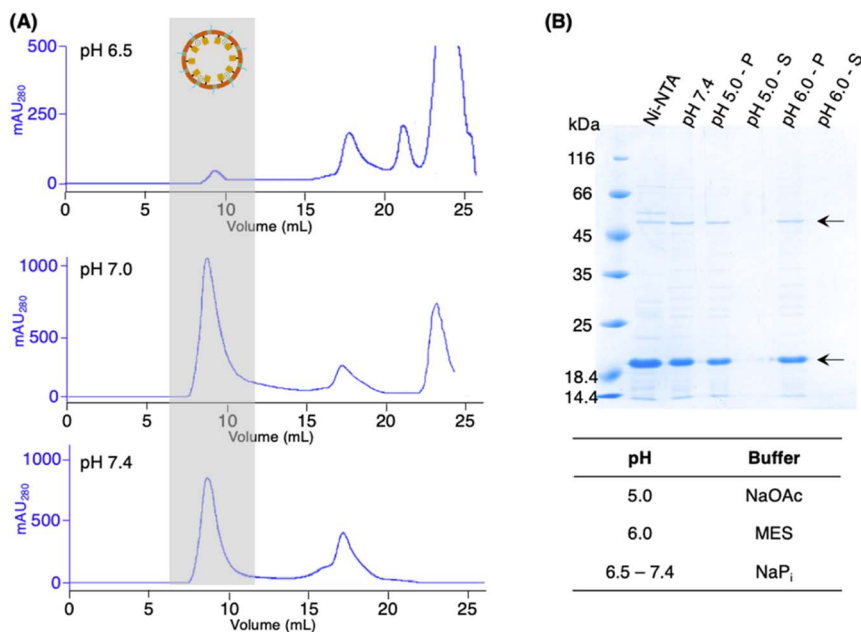 (A)
pH 6.5
500
250
0
mAU280
0 5 10 15 20 25
Volume (mL)
pH 7.0
1000
500
0
mAU280
0 5 10 15 20 25
Volume (mL)
pH 7.4
1000
500
0
mAU280
0 5 10 15 20 25
Volume (mL)
(B)
Ni-NTA pH 7.4 pH 5.0 - P pH 5.0 - S pH 6.0 - P pH 6.0 - S
kDa
116
66
45
35
25
18.4
14.4
pH Buffer
5.0 NaOAc
6.0 MES
6.5 – 7.4 NaPi